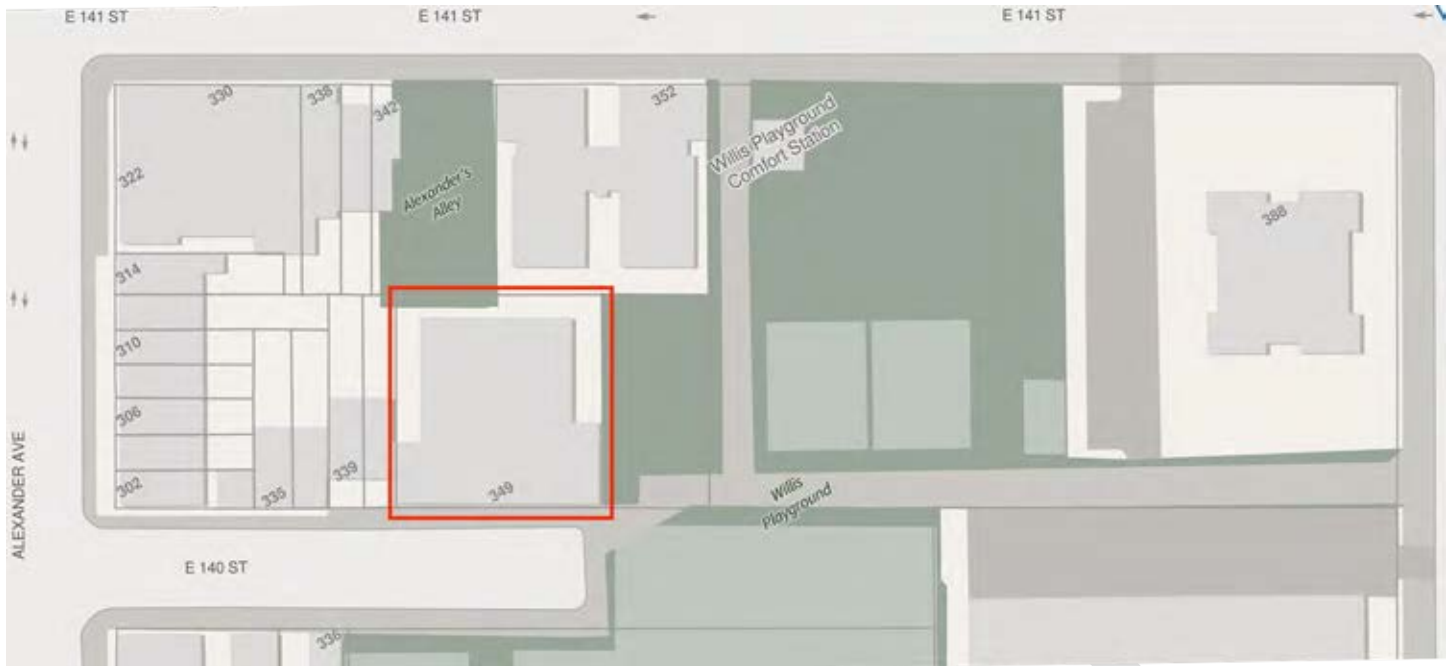 E 141 ST
E 141 ST
E 141 ST
330
338
342
352
322
Willis Playground
Comfort Station
Alexander's
Alley
388
314
310
306
302
335
339
349
Willis
Playground
ALEXANDER AVE
E 140 ST
336